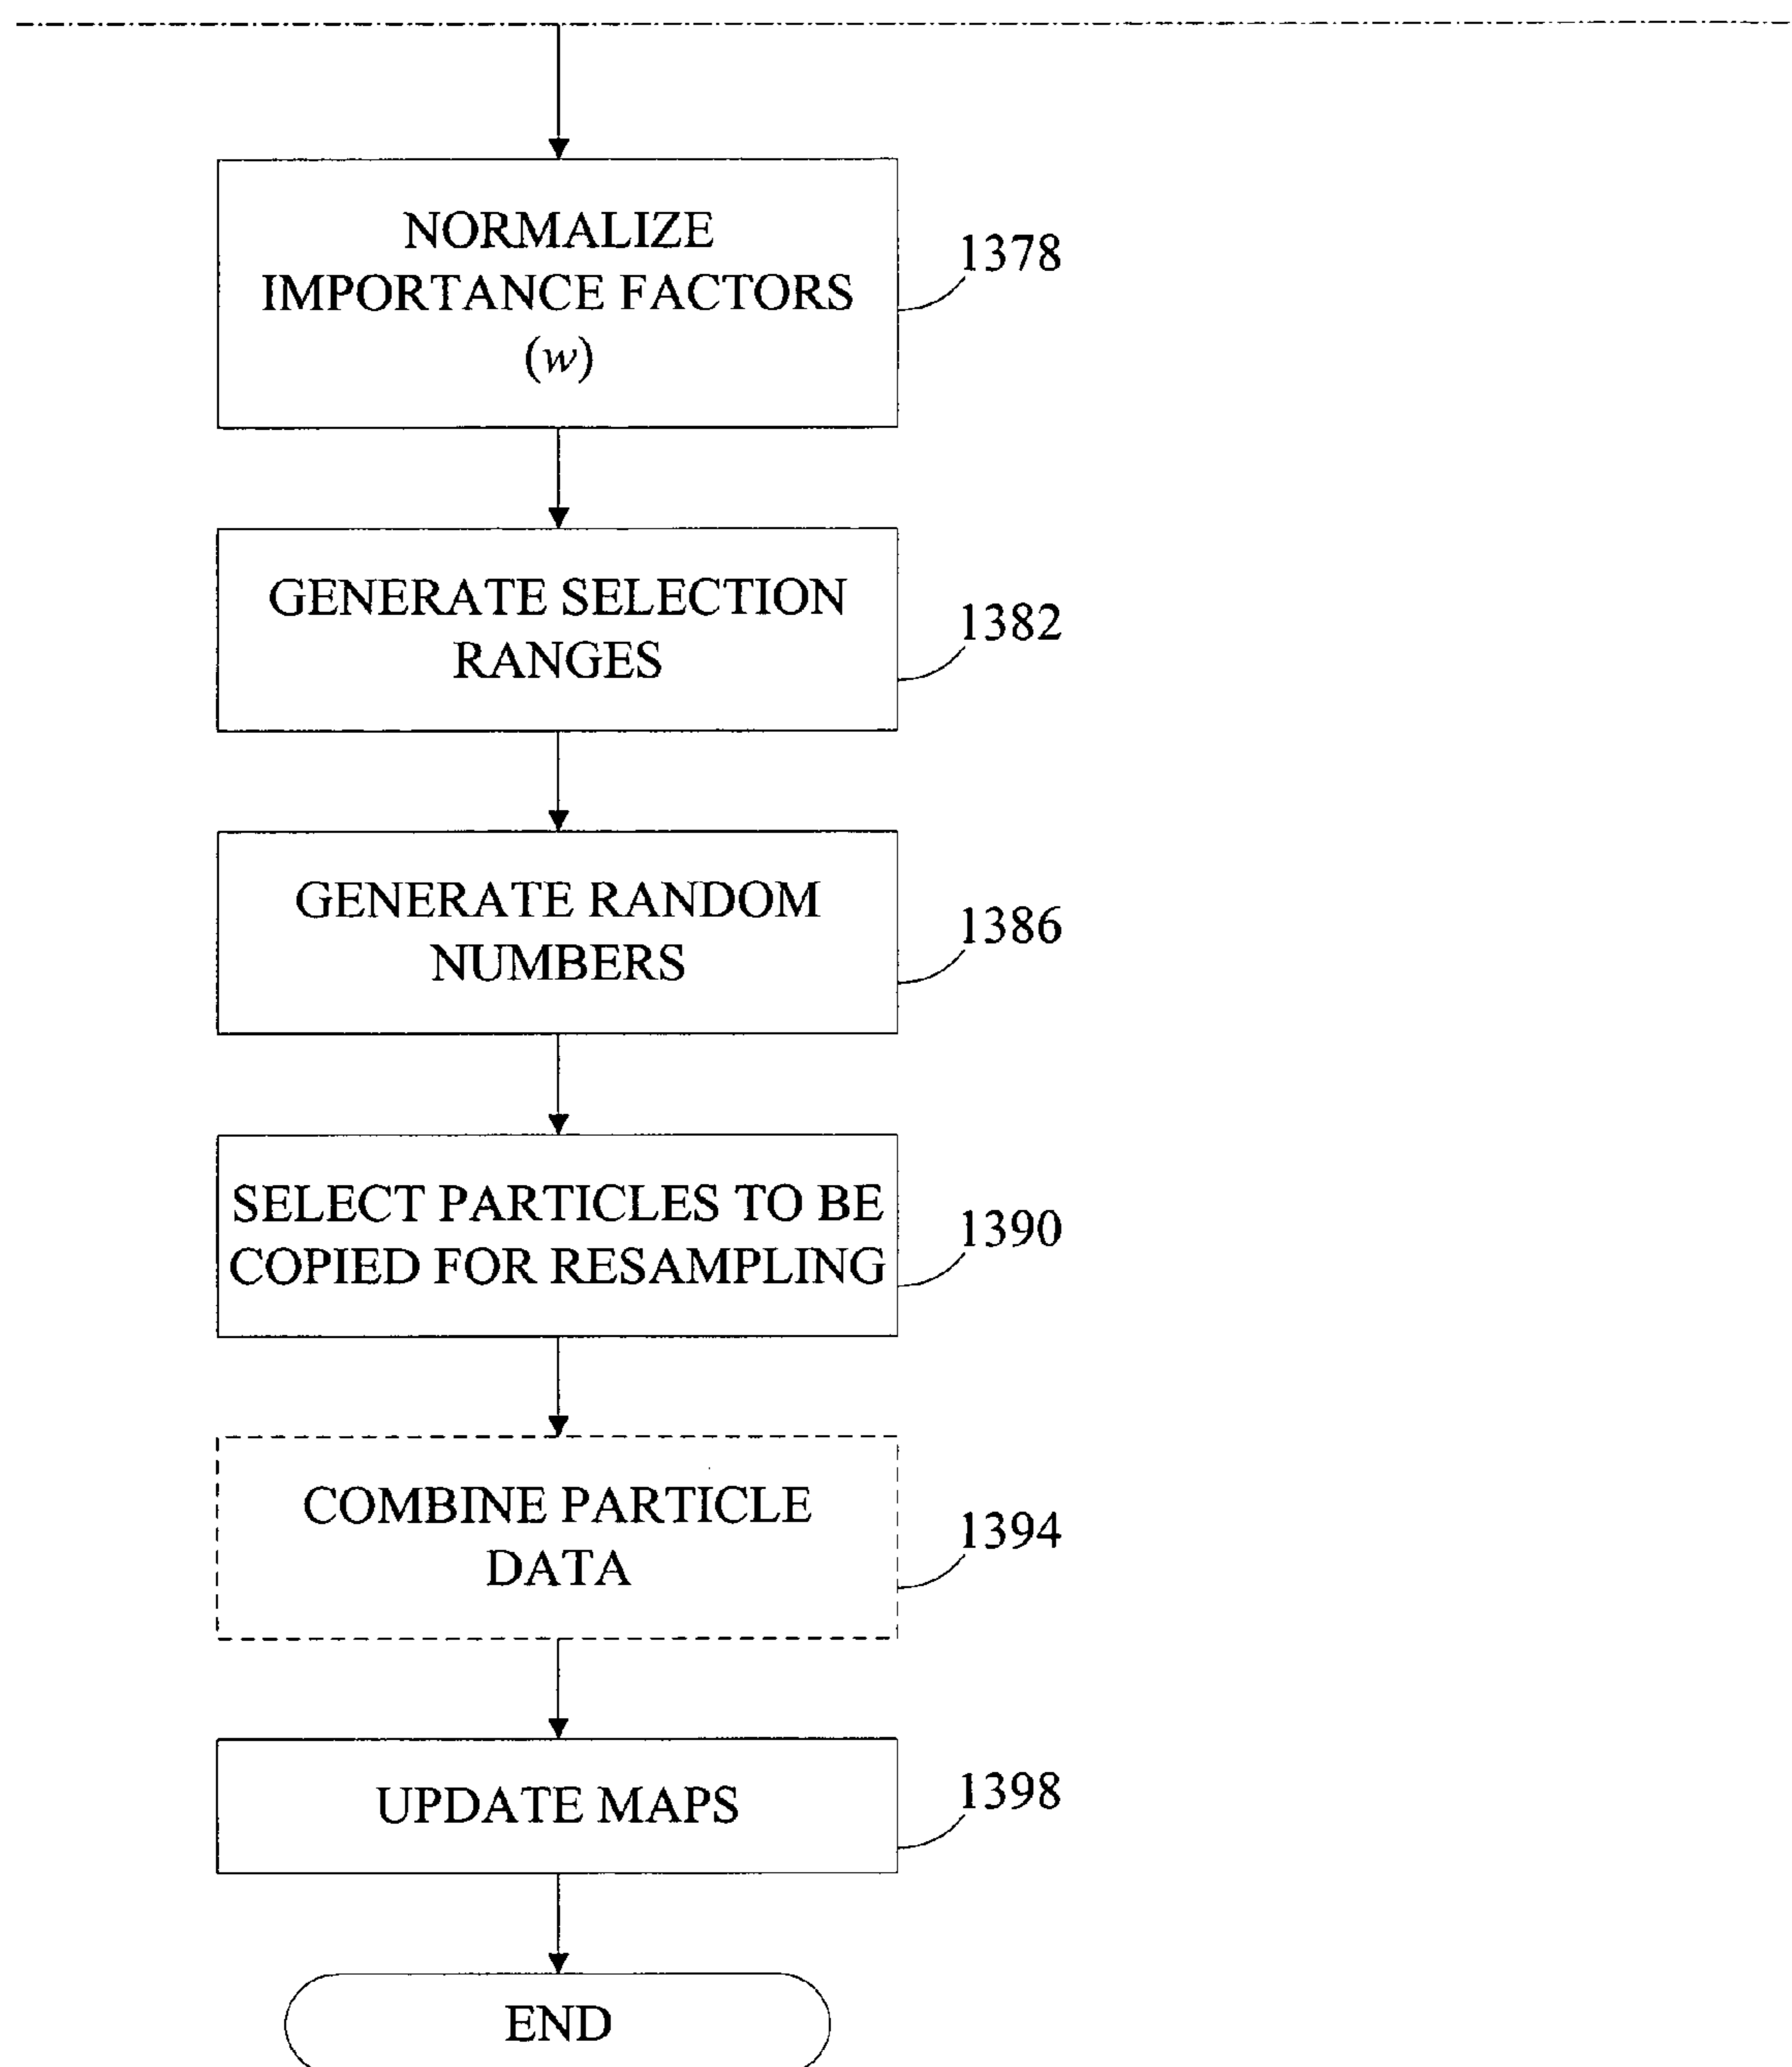 NORMALIZE
IMPORTANCE FACTORS
(w)
1378
GENERATE SELECTION
RANGES
1382
GENERATE RANDOM
NUMBERS
1386
SELECT PARTICLES TO BE
COPIED FOR RESAMPLING
1390
COMBINE PARTICLE
DATA
1394
UPDATE MAPS
1398
END